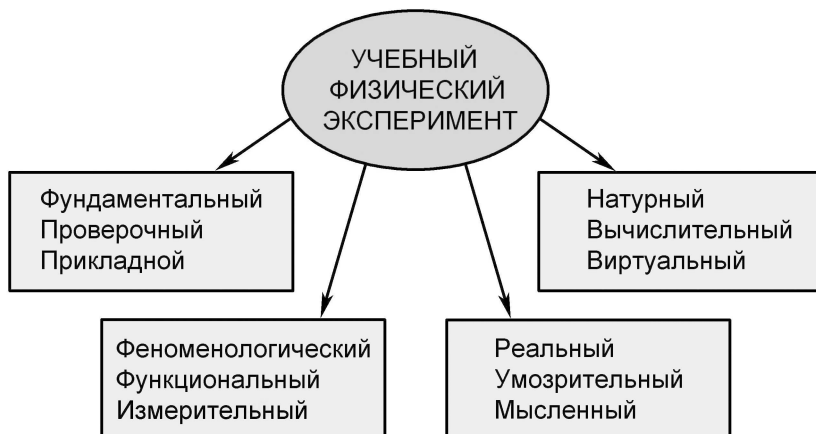 УЧЕБНЫЙ
ФИЗИЧЕСКИЙ
ЭКСПЕРИМЕНТ
Фундаментальный
Проверочный
Прикладной
Натурный
Вычислительный
Виртуальный
Феноменологический
Функциональный
Измерительный
Реальный
Умозрительный
Мысленный